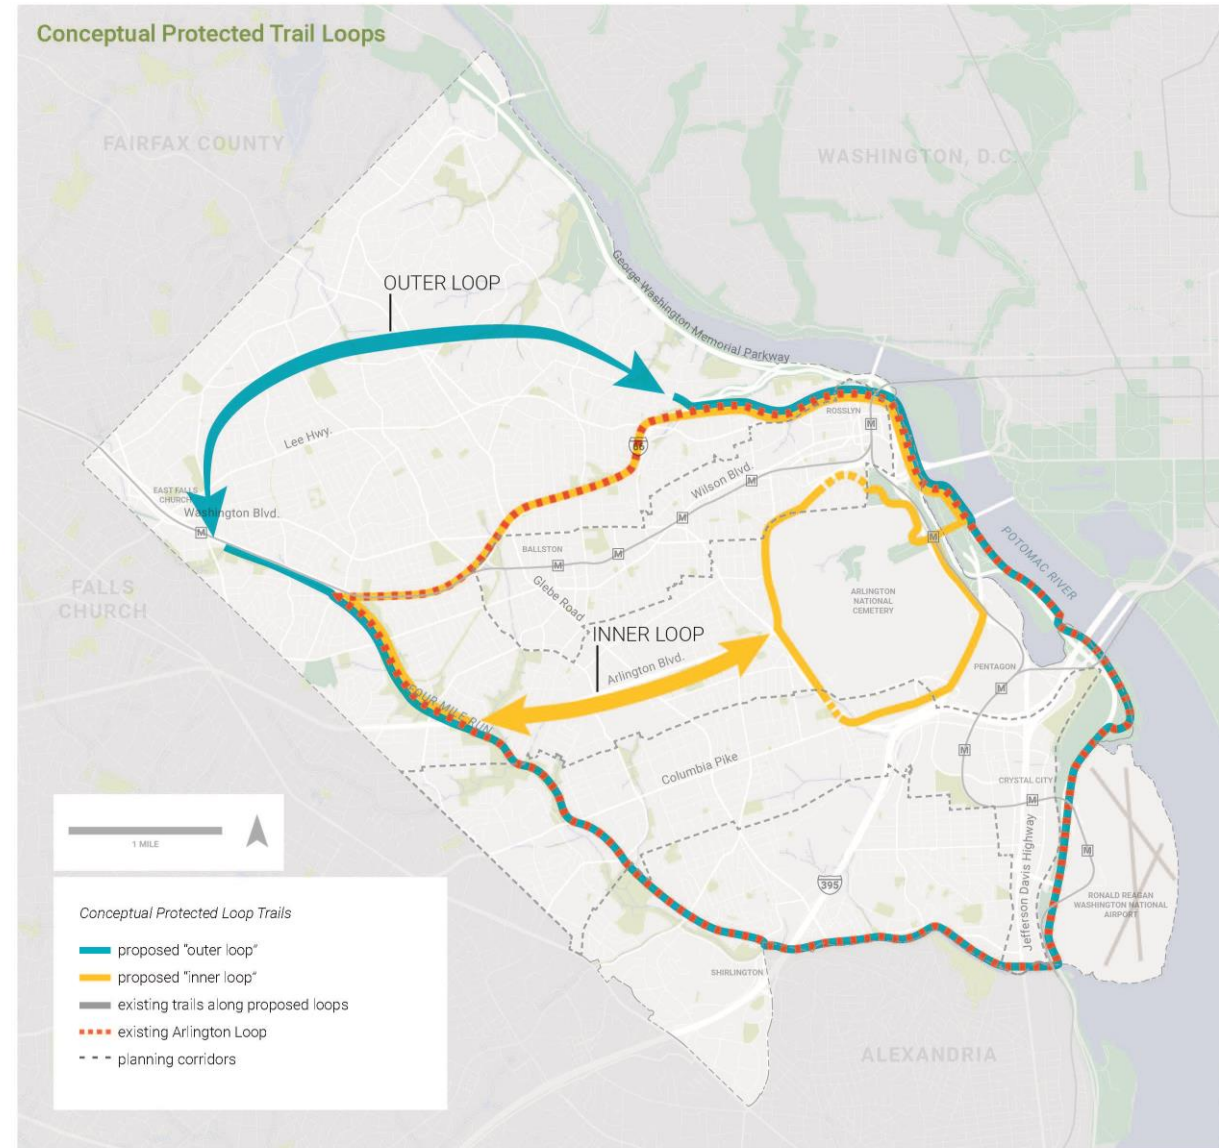 Conceptual Protected Trail Loops
FAIRFAX COUNTY
WASHINGTON, D.C.
OUTER LOOP
George Washington Memorial Parkway
Lee Hwy.
ROSSLYN
M
66
Wilson Blvd.
M
EAST FALLS
CHURCH
Washington Blvd.
M
M
BALLSTON
M
M
M
POTOMAC RIVER
FALLS
CHURCH
Glebe Road
ARLINGTON
NATIONAL
CEMETERY
INNER LOOP
Arlington Blvd.
PENTAGON
M
FOUR MILE RUN
M
Columbia Pike
CRYSTAL CITY
M
1 MILE
M
395
Jefferson Davis Highway
RONALD REAGAN
WASHINGTON NATIONAL
AIRPORT
SHIRLINGTON
ALEXANDRIA
Conceptual Protected Loop Trails
proposed "outer loop"
proposed "inner loop"
existing trails along proposed loops
existing Arlington Loop
planning corridors